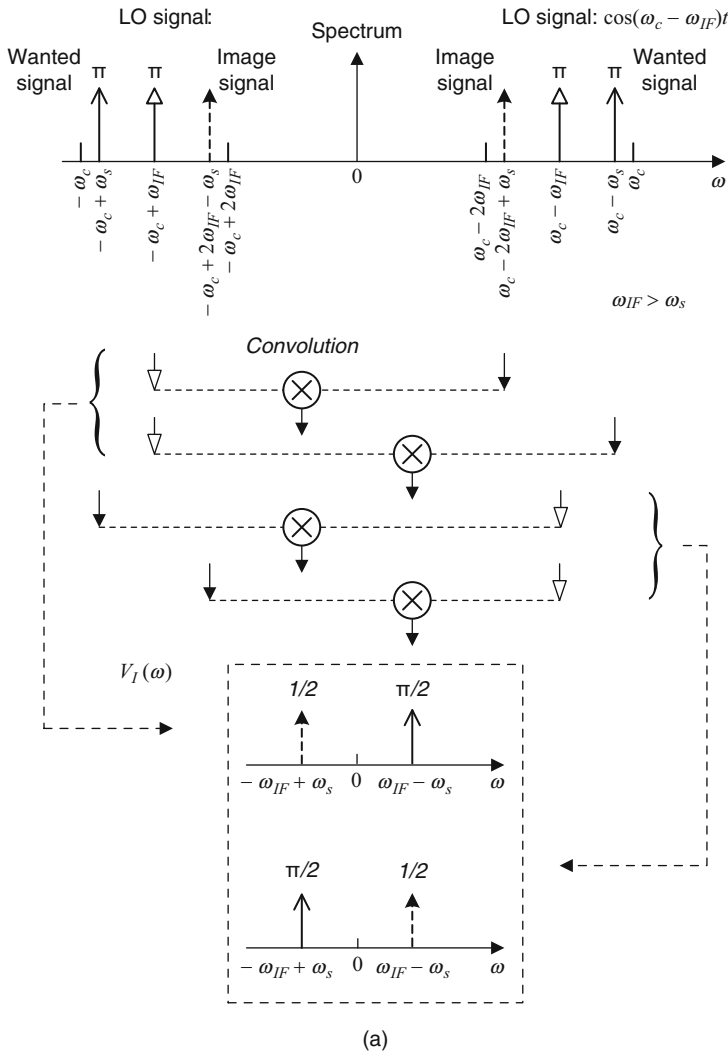 LO signal:
LO signal: cos(ω_c − ω_IF)t
Spectrum
Wanted signal
π
π
Image signal
Image signal
π
π
Wanted signal
− ω_c
− ω_c + ω_s
− ω_c + ω_IF
− ω_c + 2ω_IF − ω_s
− ω_c + 2ω_IF
0
ω_c − 2ω_IF
ω_c − 2ω_IF + ω_s
ω_c − ω_IF
ω_c − ω_s
ω_c
ω
ω_IF > ω_s
Convolution
V_I (ω)
1/2
π/2
− ω_IF + ω_s
0
ω_IF − ω_s
ω
π/2
1/2
− ω_IF + ω_s
0
ω_IF − ω_s
ω
(a)